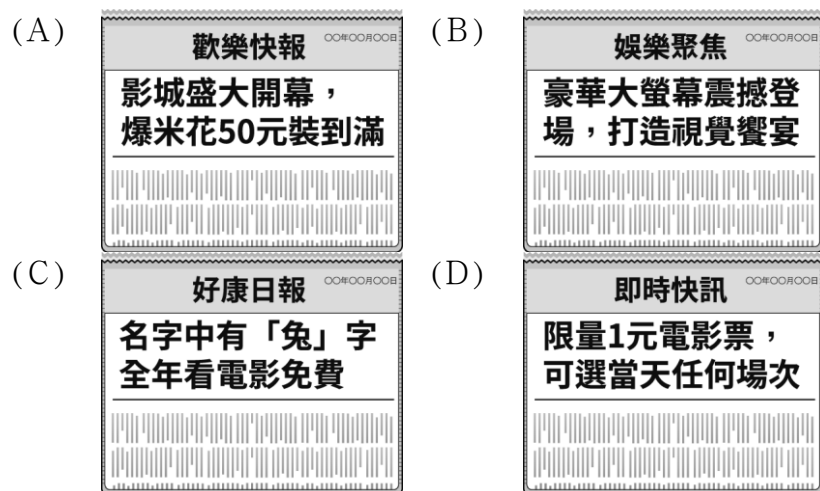 (A)
歡樂快報
○○年○○月○○日
影城盛大開幕，
爆米花50元裝到滿
(B)
娛樂聚焦
○○年○○月○○日
豪華大螢幕震撼登
場，打造視覺饗宴
(C)
好康日報
○○年○○月○○日
名字中有「兔」字
全年看電影免費
(D)
即時快訊
○○年○○月○○日
限量1元電影票，
可選當天任何場次